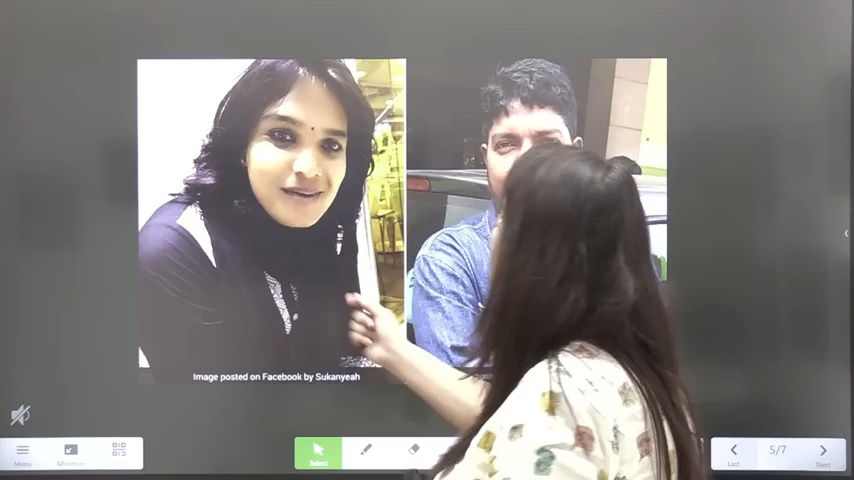 Image posted on Facebook by Sukanyeah
Menu
Minimize
Select
Last
5/7
Next